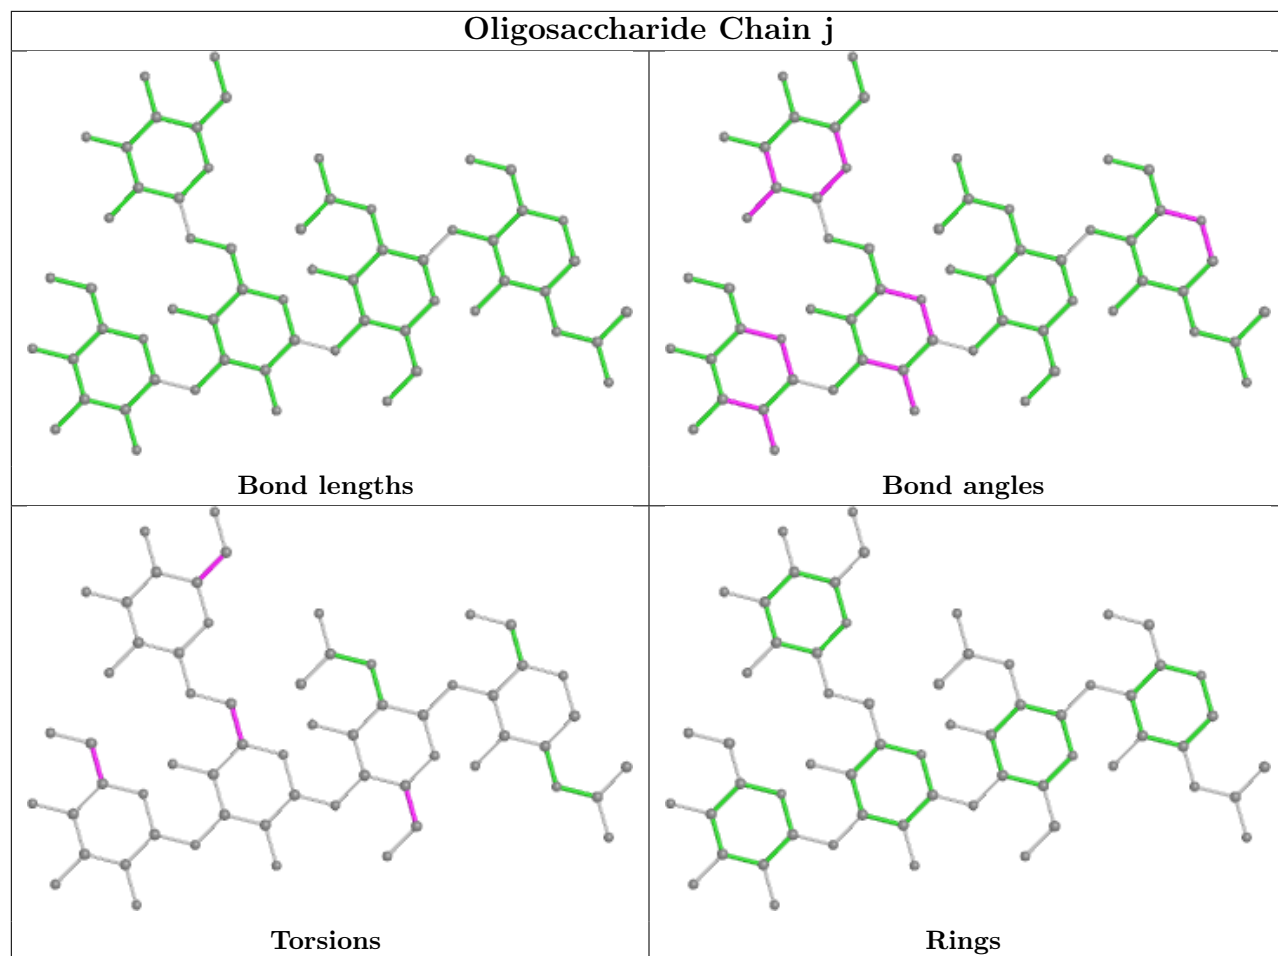 Oligosaccharide Chain j
Bond lengths
Bond angles
Torsions
Rings